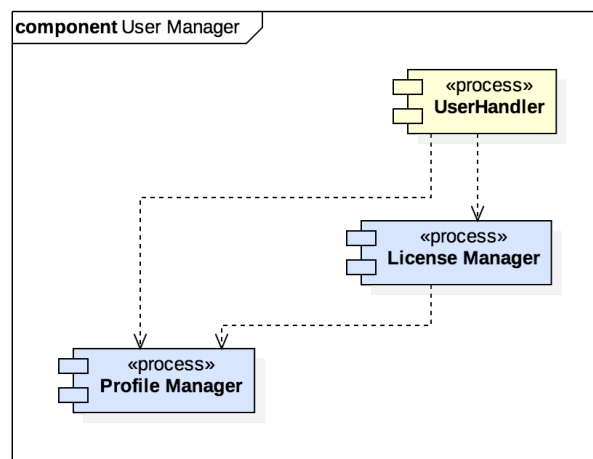 component User Manager
«process»
UserHandler
«process»
License Manager
«process»
Profile Manager